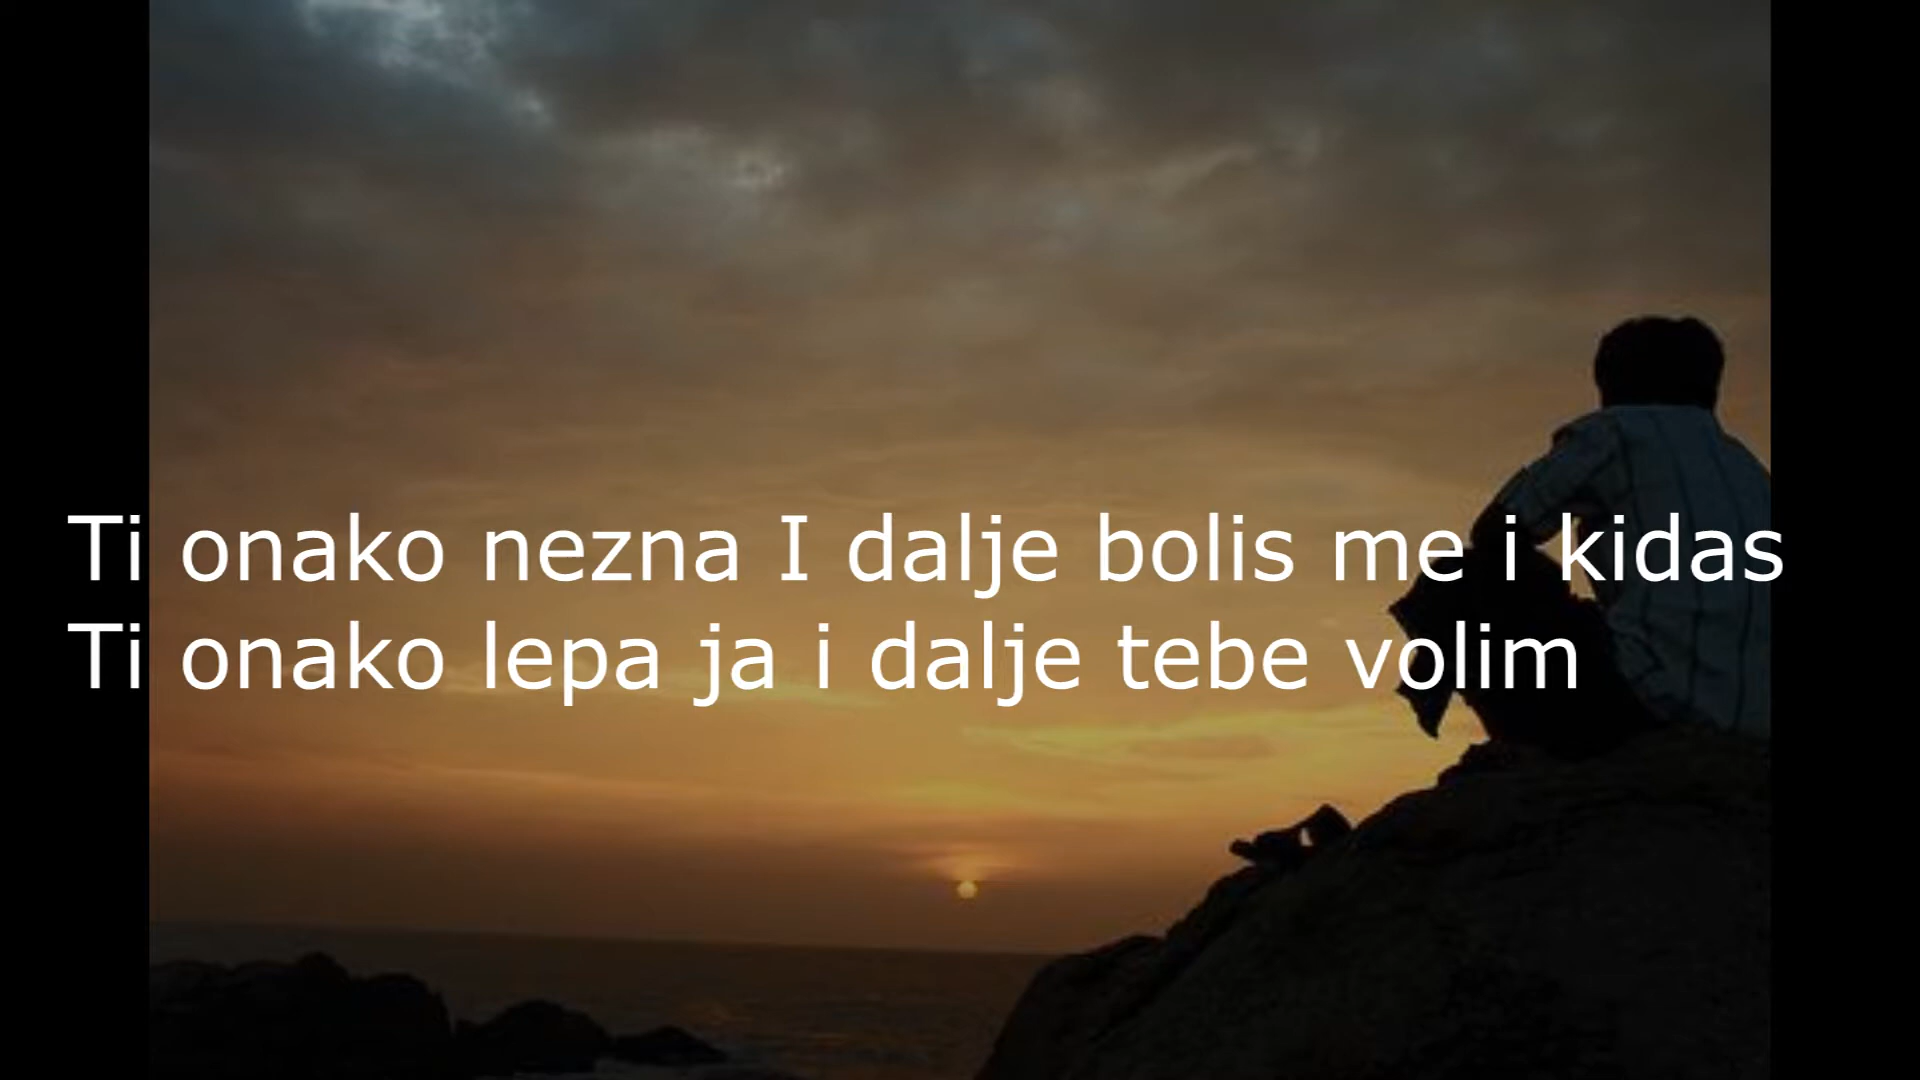 Ti onako nezna I dalje bolis me i kidas
Ti onako lepa ja i dalje tebe volim